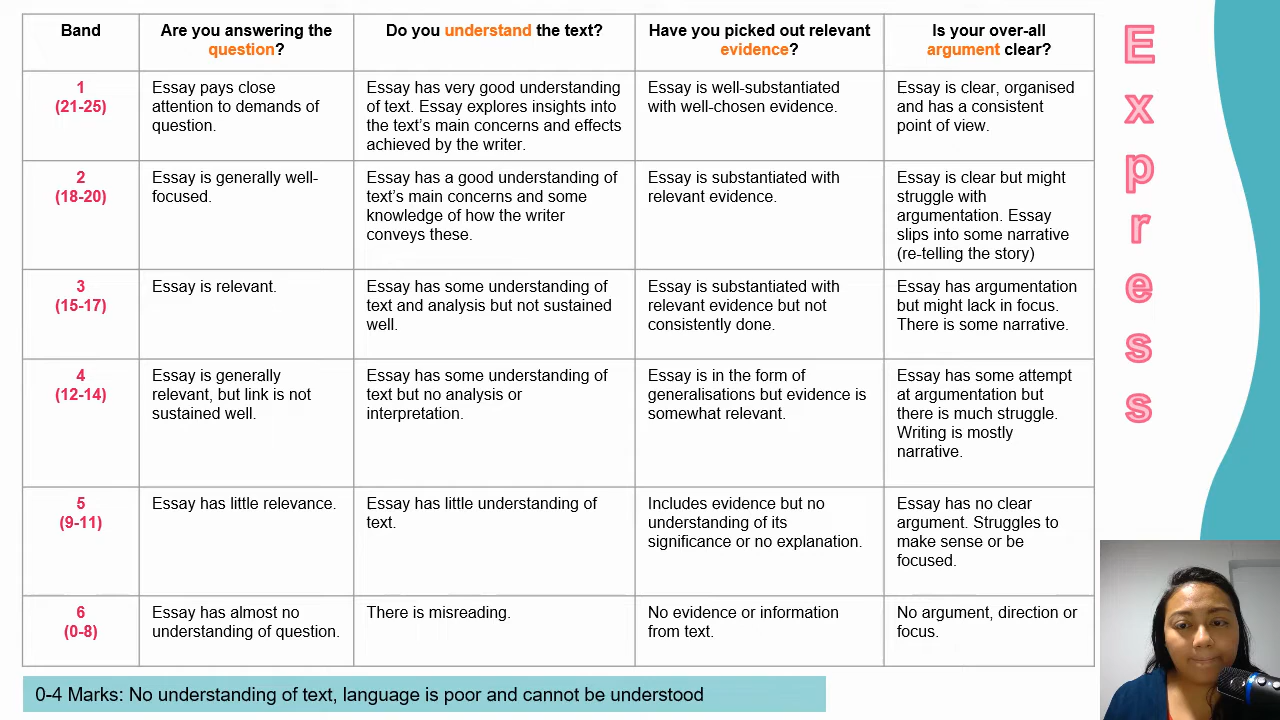 Band
Are you answering the
question?
Do you understand the text?
Have you picked out relevant
evidence?
Is your over-all
argument clear?
1
(21-25)
Essay pays close
attention to demands of
question.
Essay has very good understanding
of text. Essay explores insights into
the text's main concerns and effects
achieved by the writer.
Essay is well-substantiated
with well-chosen evidence.
Essay is clear, organised
and has a consistent
point of view.
2
(18-20)
Essay is generally well-
focused.
Essay has a good understanding of
text's main concerns and some
knowledge of how the writer
conveys these.
Essay is substantiated with
relevant evidence.
Essay is clear but might
struggle with
argumentation. Essay
slips into some narrative
(re-telling the story)
3
(15-17)
Essay is relevant.
Essay has some understanding of
text and analysis but not sustained
well.
Essay is substantiated with
relevant evidence but not
consistently done.
Essay has argumentation
but might lack in focus.
There is some narrative.
4
(12-14)
Essay is generally
relevant, but link is not
sustained well.
Essay has some understanding of
text but no analysis or
interpretation.
Essay is in the form of
generalisations but evidence is
somewhat relevant.
Essay has some attempt
at argumentation but
there is much struggle.
Writing is mostly
narrative.
5
(9-11)
Essay has little relevance.
Essay has little understanding of
text.
Includes evidence but no
understanding of its
significance or no explanation.
Essay has no clear
argument. Struggles to
make sense or be
focused.
6
(0-8)
Essay has almost no
understanding of question.
There is misreading.
No evidence or information
from text.
No argument, direction or
focus.
0-4 Marks: No understanding of text, language is poor and cannot be understood
Express